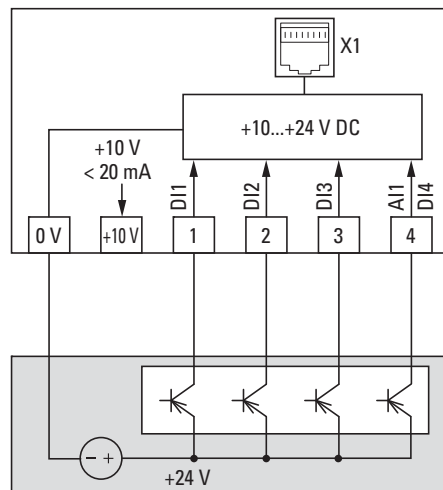 X1
+10...+24 V DC
+10 V
< 20 mA
DI1
DI2
DI3
AI1
DI4
0 V
+10 V
1
2
3
4
− +
+24 V